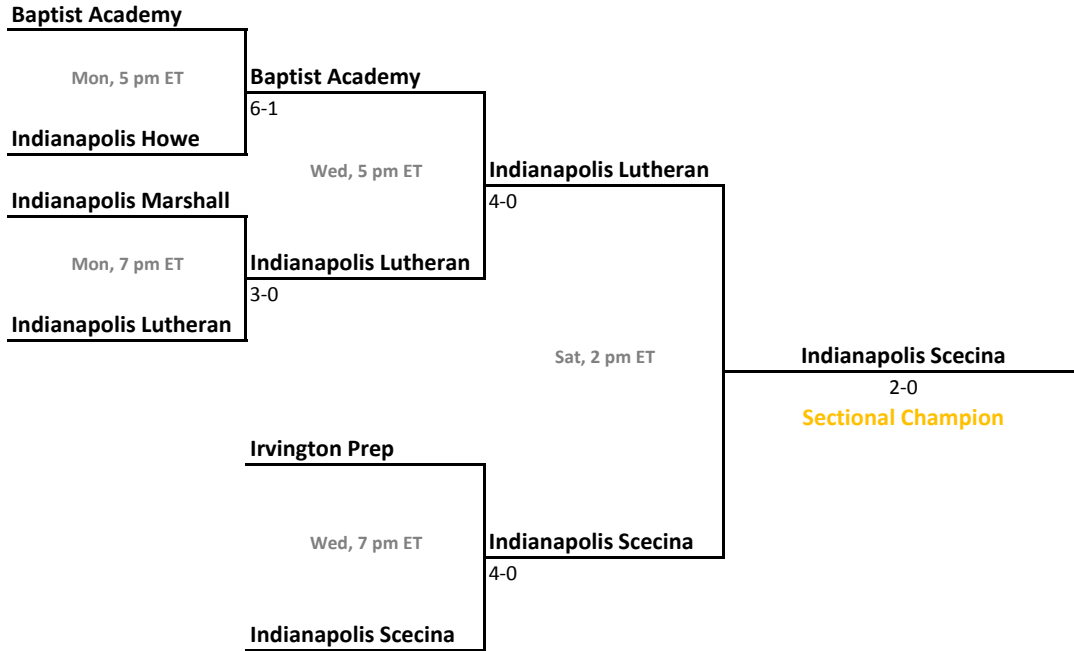 Baptist Academy
Mon, 5 pm ET
Baptist Academy
6-1
Indianapolis Howe
Wed, 5 pm ET
Indianapolis Lutheran
4-0
Indianapolis Marshall
Mon, 7 pm ET
Indianapolis Lutheran
3-0
Indianapolis Lutheran
Sat, 2 pm ET
Indianapolis Scecina
2-0
Sectional Champion
Irvington Prep
Wed, 7 pm ET
Indianapolis Scecina
4-0
Indianapolis Scecina